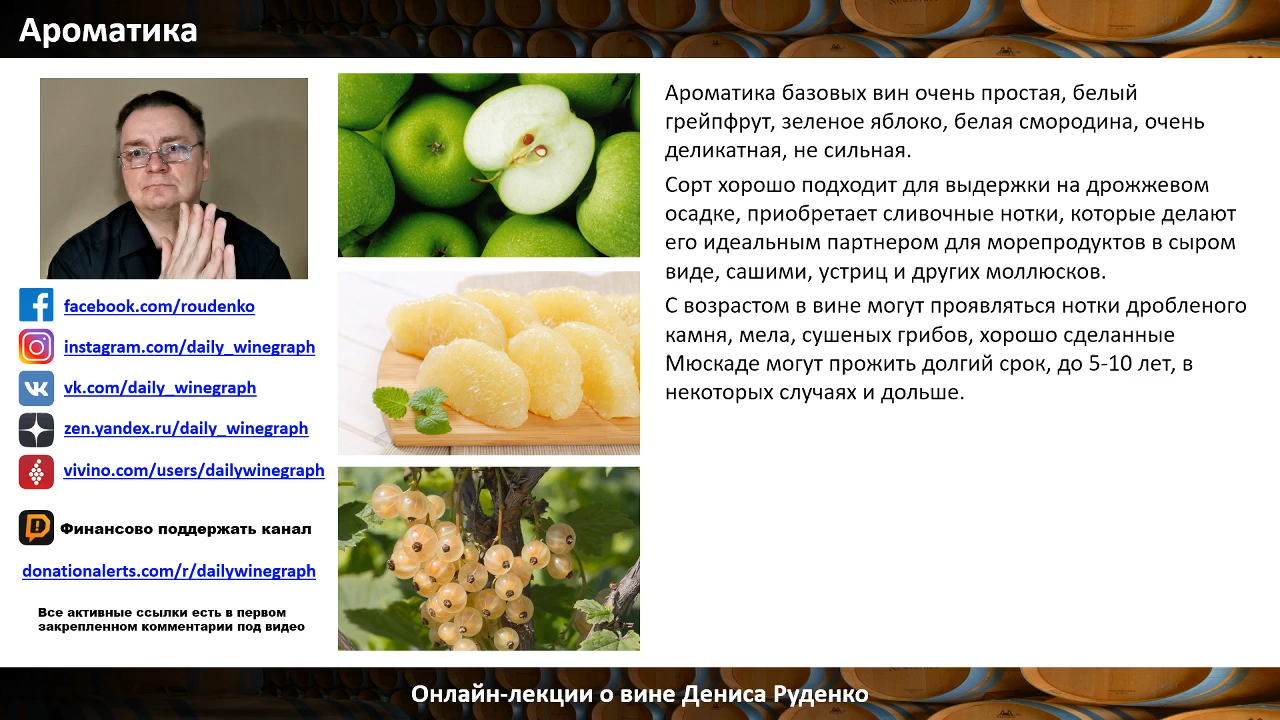 Ароматика
Ароматика базовых вин очень простая, белый
грейпфрут, зеленое яблоко, белая смородина, очень
деликатная, не сильная.
Сорт хорошо подходит для выдержки на дрожжевом
осадке, приобретает сливочные нотки, которые делают
его идеальным партнером для морепродуктов в сыром
виде, сашими, устриц и других моллюсков.
С возрастом в вине могут проявляться нотки дробленого
камня, мела, сушеных грибов, хорошо сделанные
Мюскаде могут прожить долгий срок, до 5-10 лет, в
некоторых случаях и дольше.
facebook.com/roudenko
instagram.com/daily_winegraph
vk.com/daily_winegraph
zen.yandex.ru/daily_winegraph
vivino.com/users/dailywinegraph
Финансово поддержать канал
donationalerts.com/r/dailywinegraph
Все активные ссылки есть в первом
закрепленном комментарии под видео
Онлайн-лекции о вине Дениса Руденко